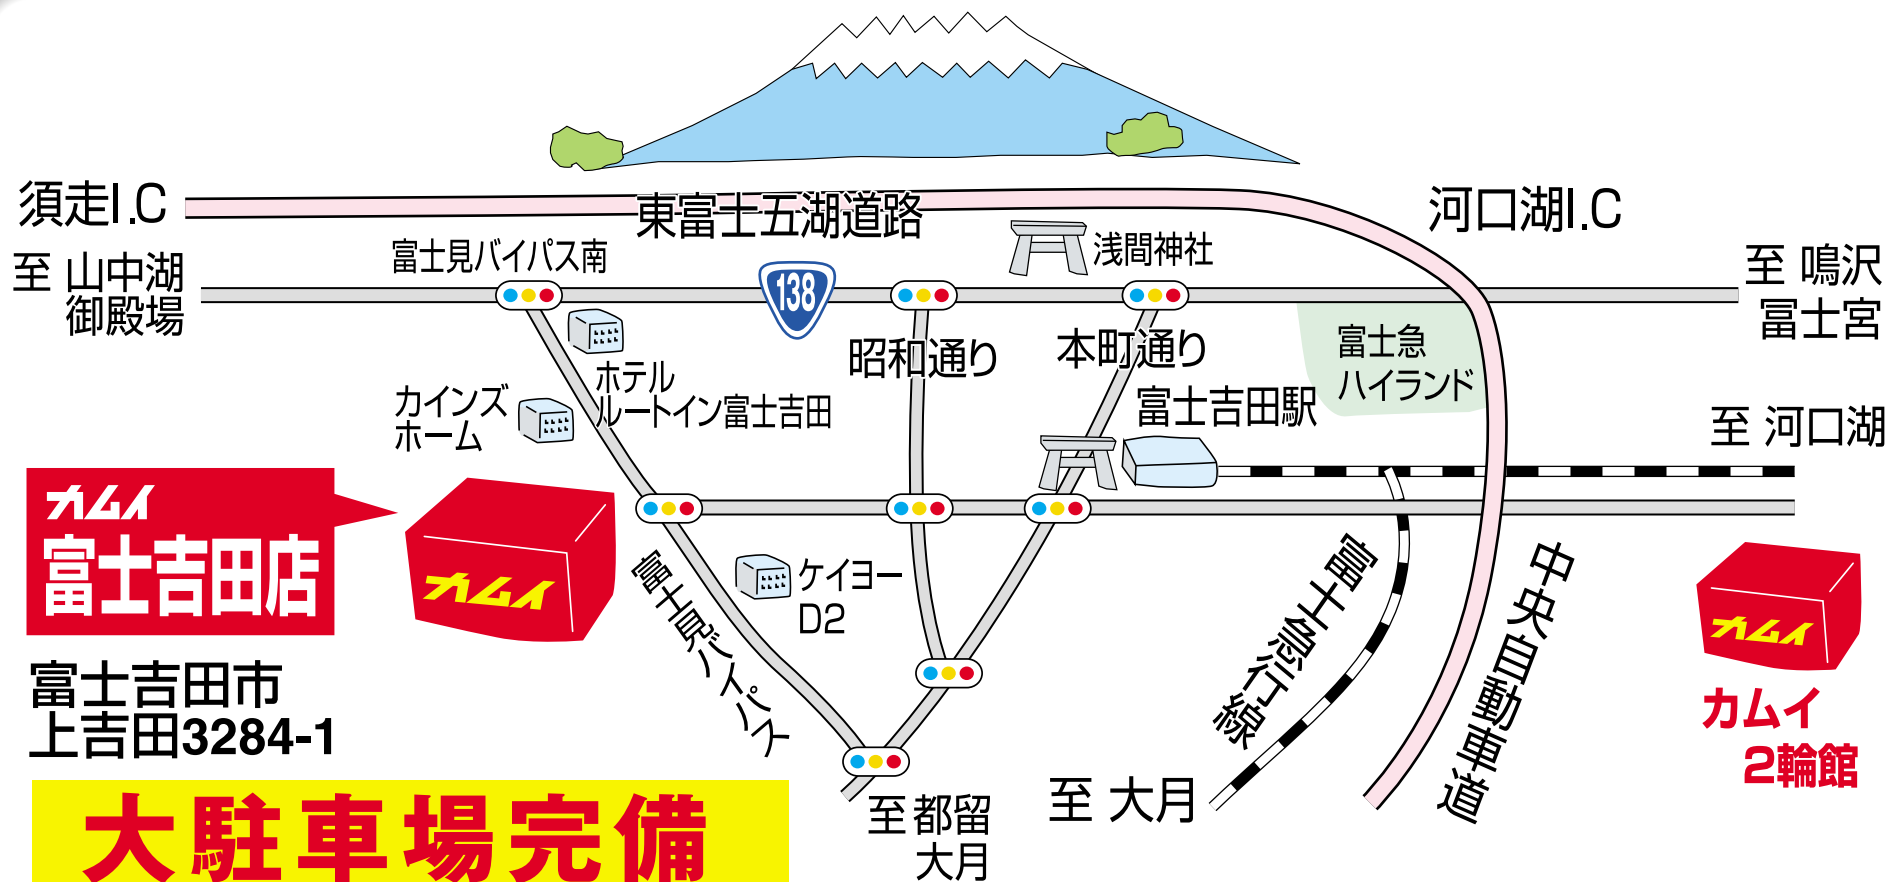 須走I.C
東富士五湖道路
河口湖I.C
至 山中湖
御殿場
富士見バイパス南
138
浅間神社
至 鳴沢
冨士宮
昭和通り
本町通り
富士急
ハイランド
ホテル
ルートイン富士吉田
カインズ
ホーム
富士吉田駅
至 河口湖
カムイ
富士吉田店
カムイ
ケイヨー
D2
富士見バイパス
富士急行線
中央自動車道
カムイ
カムイ
2輪館
富士吉田市
上吉田3284-1
至 都留
大月
至 大月
大駐車場完備